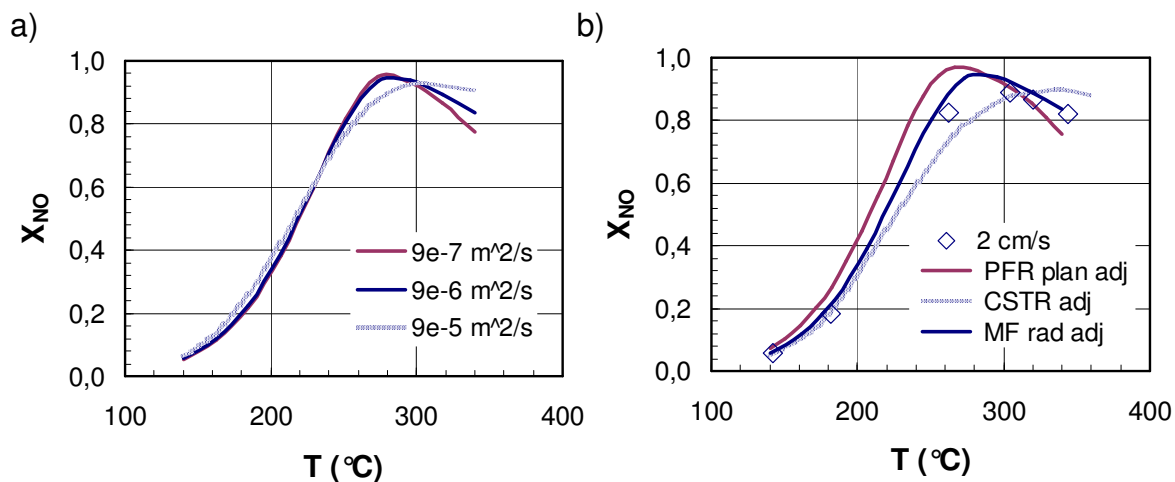 a)
1,0
0,8
0,6
0,4
0,2
0,0
X_NO
9e-7 m^2/s
9e-6 m^2/s
9e-5 m^2/s
100 200 300 400
T (°C)
b)
1,0
0,8
0,6
0,4
0,2
0,0
X_NO
2 cm/s
PFR plan adj
CSTR adj
MF rad adj
100 200 300 400
T (°C)